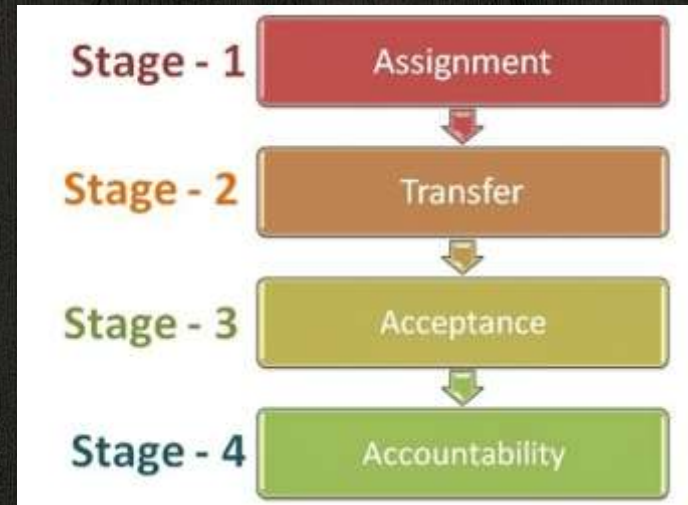 Stage - 1 Assignment
Stage - 2 Transfer
Stage - 3 Acceptance
Stage - 4 Accountability